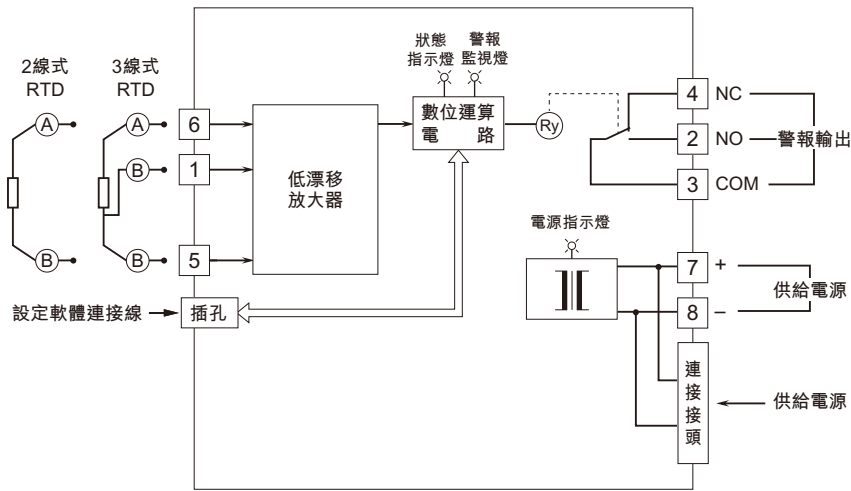 2線式
RTD
3線式
RTD
A
B
A
B
B
6
1
5
低漂移
放大器
狀態
指示燈
警報
監視燈
數位運算
電 路
Ry
4 NC
2 NO
3 COM
警報輸出
電源指示燈
7 +
8 −
供給電源
設定軟體連接線
插孔
連接接頭
供給電源